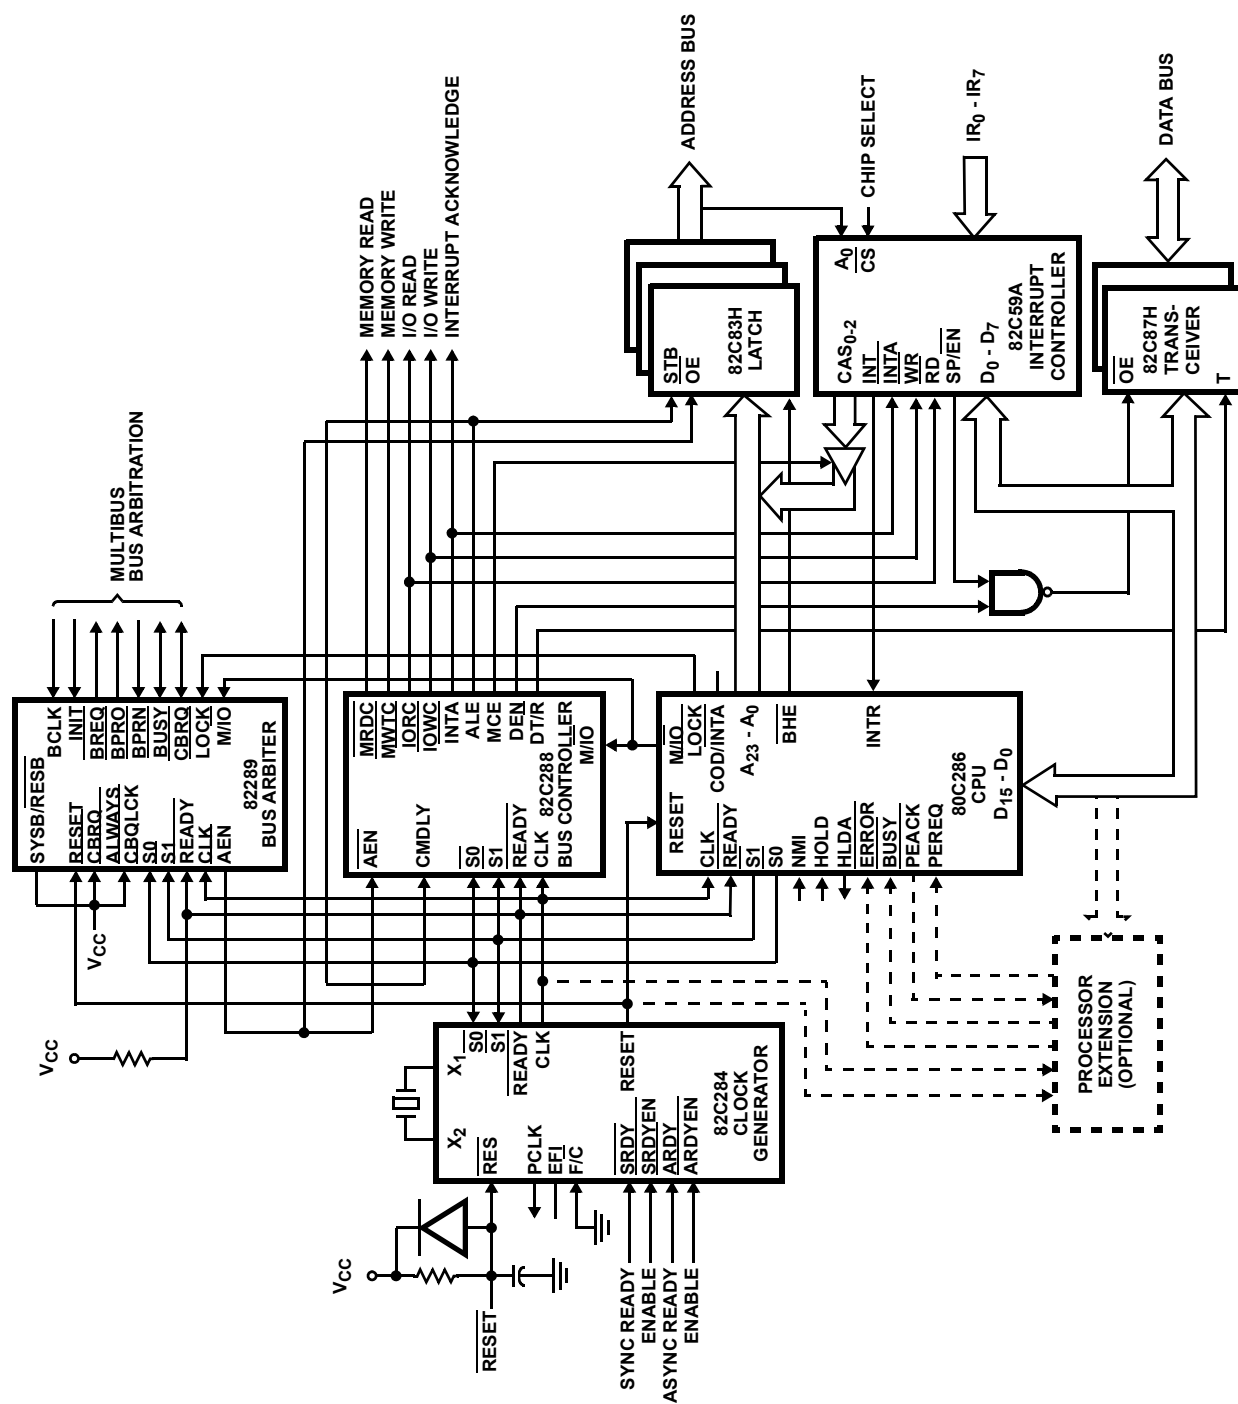 VCC
RESET
SYNC READY
ENABLE
ASYNC READY
ENABLE
X1
X2
RES
PCLK
EFI
F/C
SRDY
SRDYEN
ARDY
ARDYEN
S0
S1
READY
CLK
RESET
82C284
CLOCK
GENERATOR
VCC
VCC
SYSB/RESB
RESET
CBRQ
ALWAYS
CBQLCK
S0
S1
READY
CLK
AEN
BCLK
INIT
BREQ
BPRO
BPRN
BUSY
CBRQ
LOCK
M/IO
82289
BUS ARBITER
MULTIBUS
BUS ARBITRATION
AEN
CMDLY
S0
S1
READY
CLK
MRDC
MWTC
IORC
IOWC
INTA
ALE
MCE
DEN
DT/R
M/IO
82C288
BUS CONTROLLER
MEMORY READ
MEMORY WRITE
I/O READ
I/O WRITE
INTERRUPT ACKNOWLEDGE
RESET
CLK
READY
S1
S0
NMI
HOLD
HLDA
ERROR
BUSY
PEACK
PEREQ
M/IO
LOCK
COD/INTA
A23 - A0
BHE
INTR
80C286
CPU
D15 - D0
PROCESSOR
EXTENSION
(OPTIONAL)
STB
OE
82C83H
LATCH
ADDRESS BUS
CHIP SELECT
A0
CS
CAS0-2
INT
INTA
WR
RD
SP/EN
D0 - D7
82C59A
INTERRUPT
CONTROLLER
IR0 - IR7
OE
82C87H
TRANS-
CEIVER
T
DATA BUS